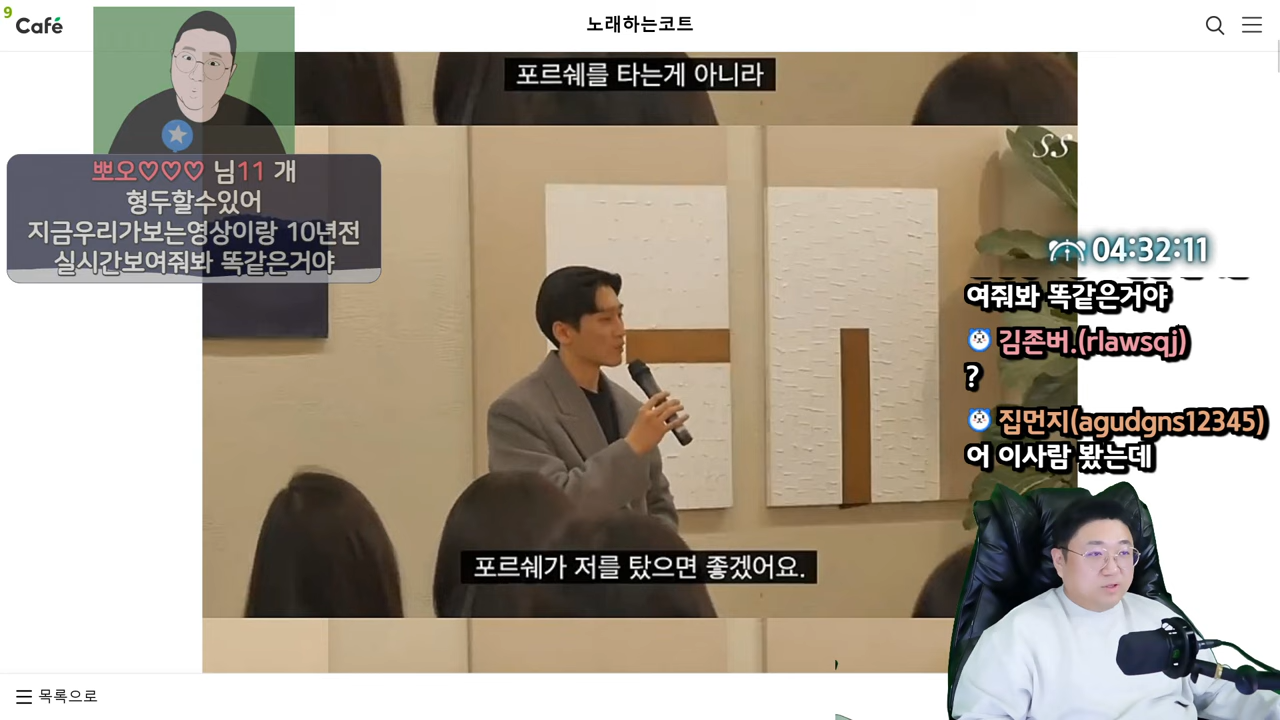 9
Café
노래하는코트
포르쉐를 타는게 아니라
SS
뽀오♡♡♡ 님11 개
형두할수있어
지금우리가보는영상이랑 10년전
실시간보여줘봐 똑같은거야
04:32:11
여줘봐 똑같은거야
김존버.(rlawsqj)
?
집먼지(agudgns12345)
어 이사람 봤는데
포르쉐가 저를 탔으면 좋겠어요.
목록으로